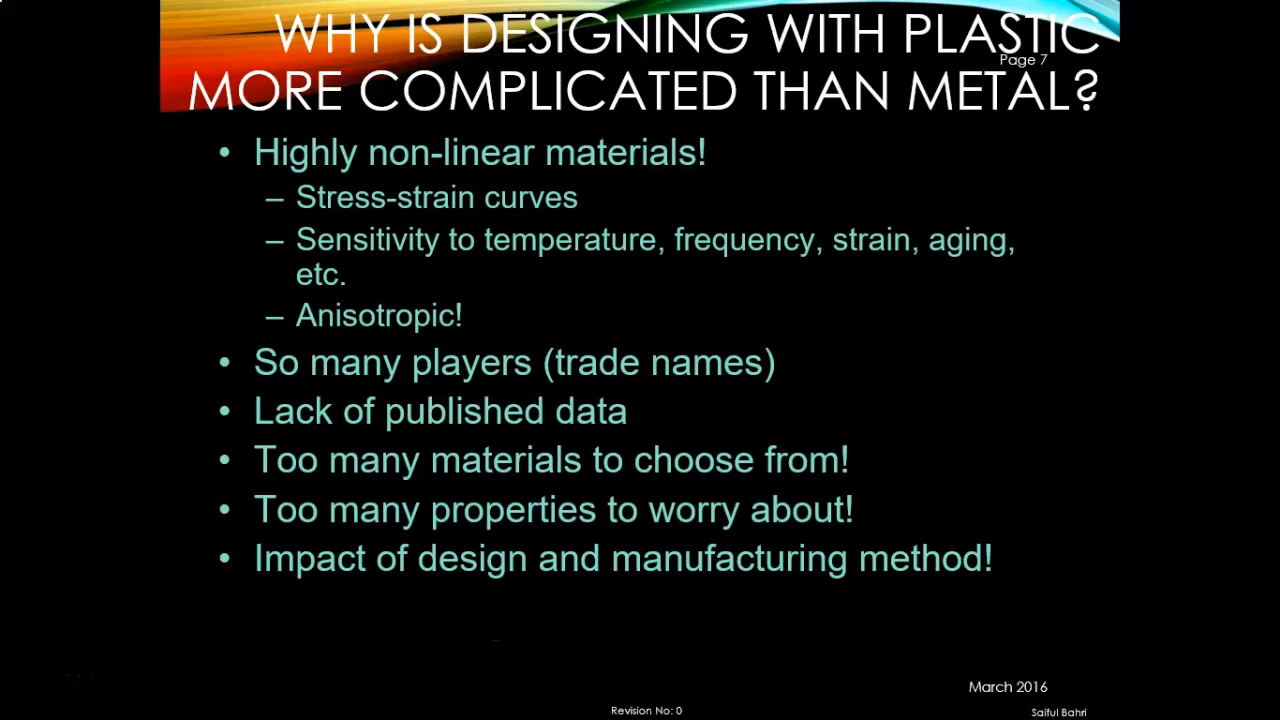 WHY IS DESIGNING WITH PLASTIC
Page 7
MORE COMPLICATED THAN METAL?
• Highly non-linear materials!
– Stress-strain curves
– Sensitivity to temperature, frequency, strain, aging,
etc.
– Anisotropic!
• So many players (trade names)
• Lack of published data
• Too many materials to choose from!
• Too many properties to worry about!
• Impact of design and manufacturing method!
March 2016
Revision No: 0
Saiful Bahri